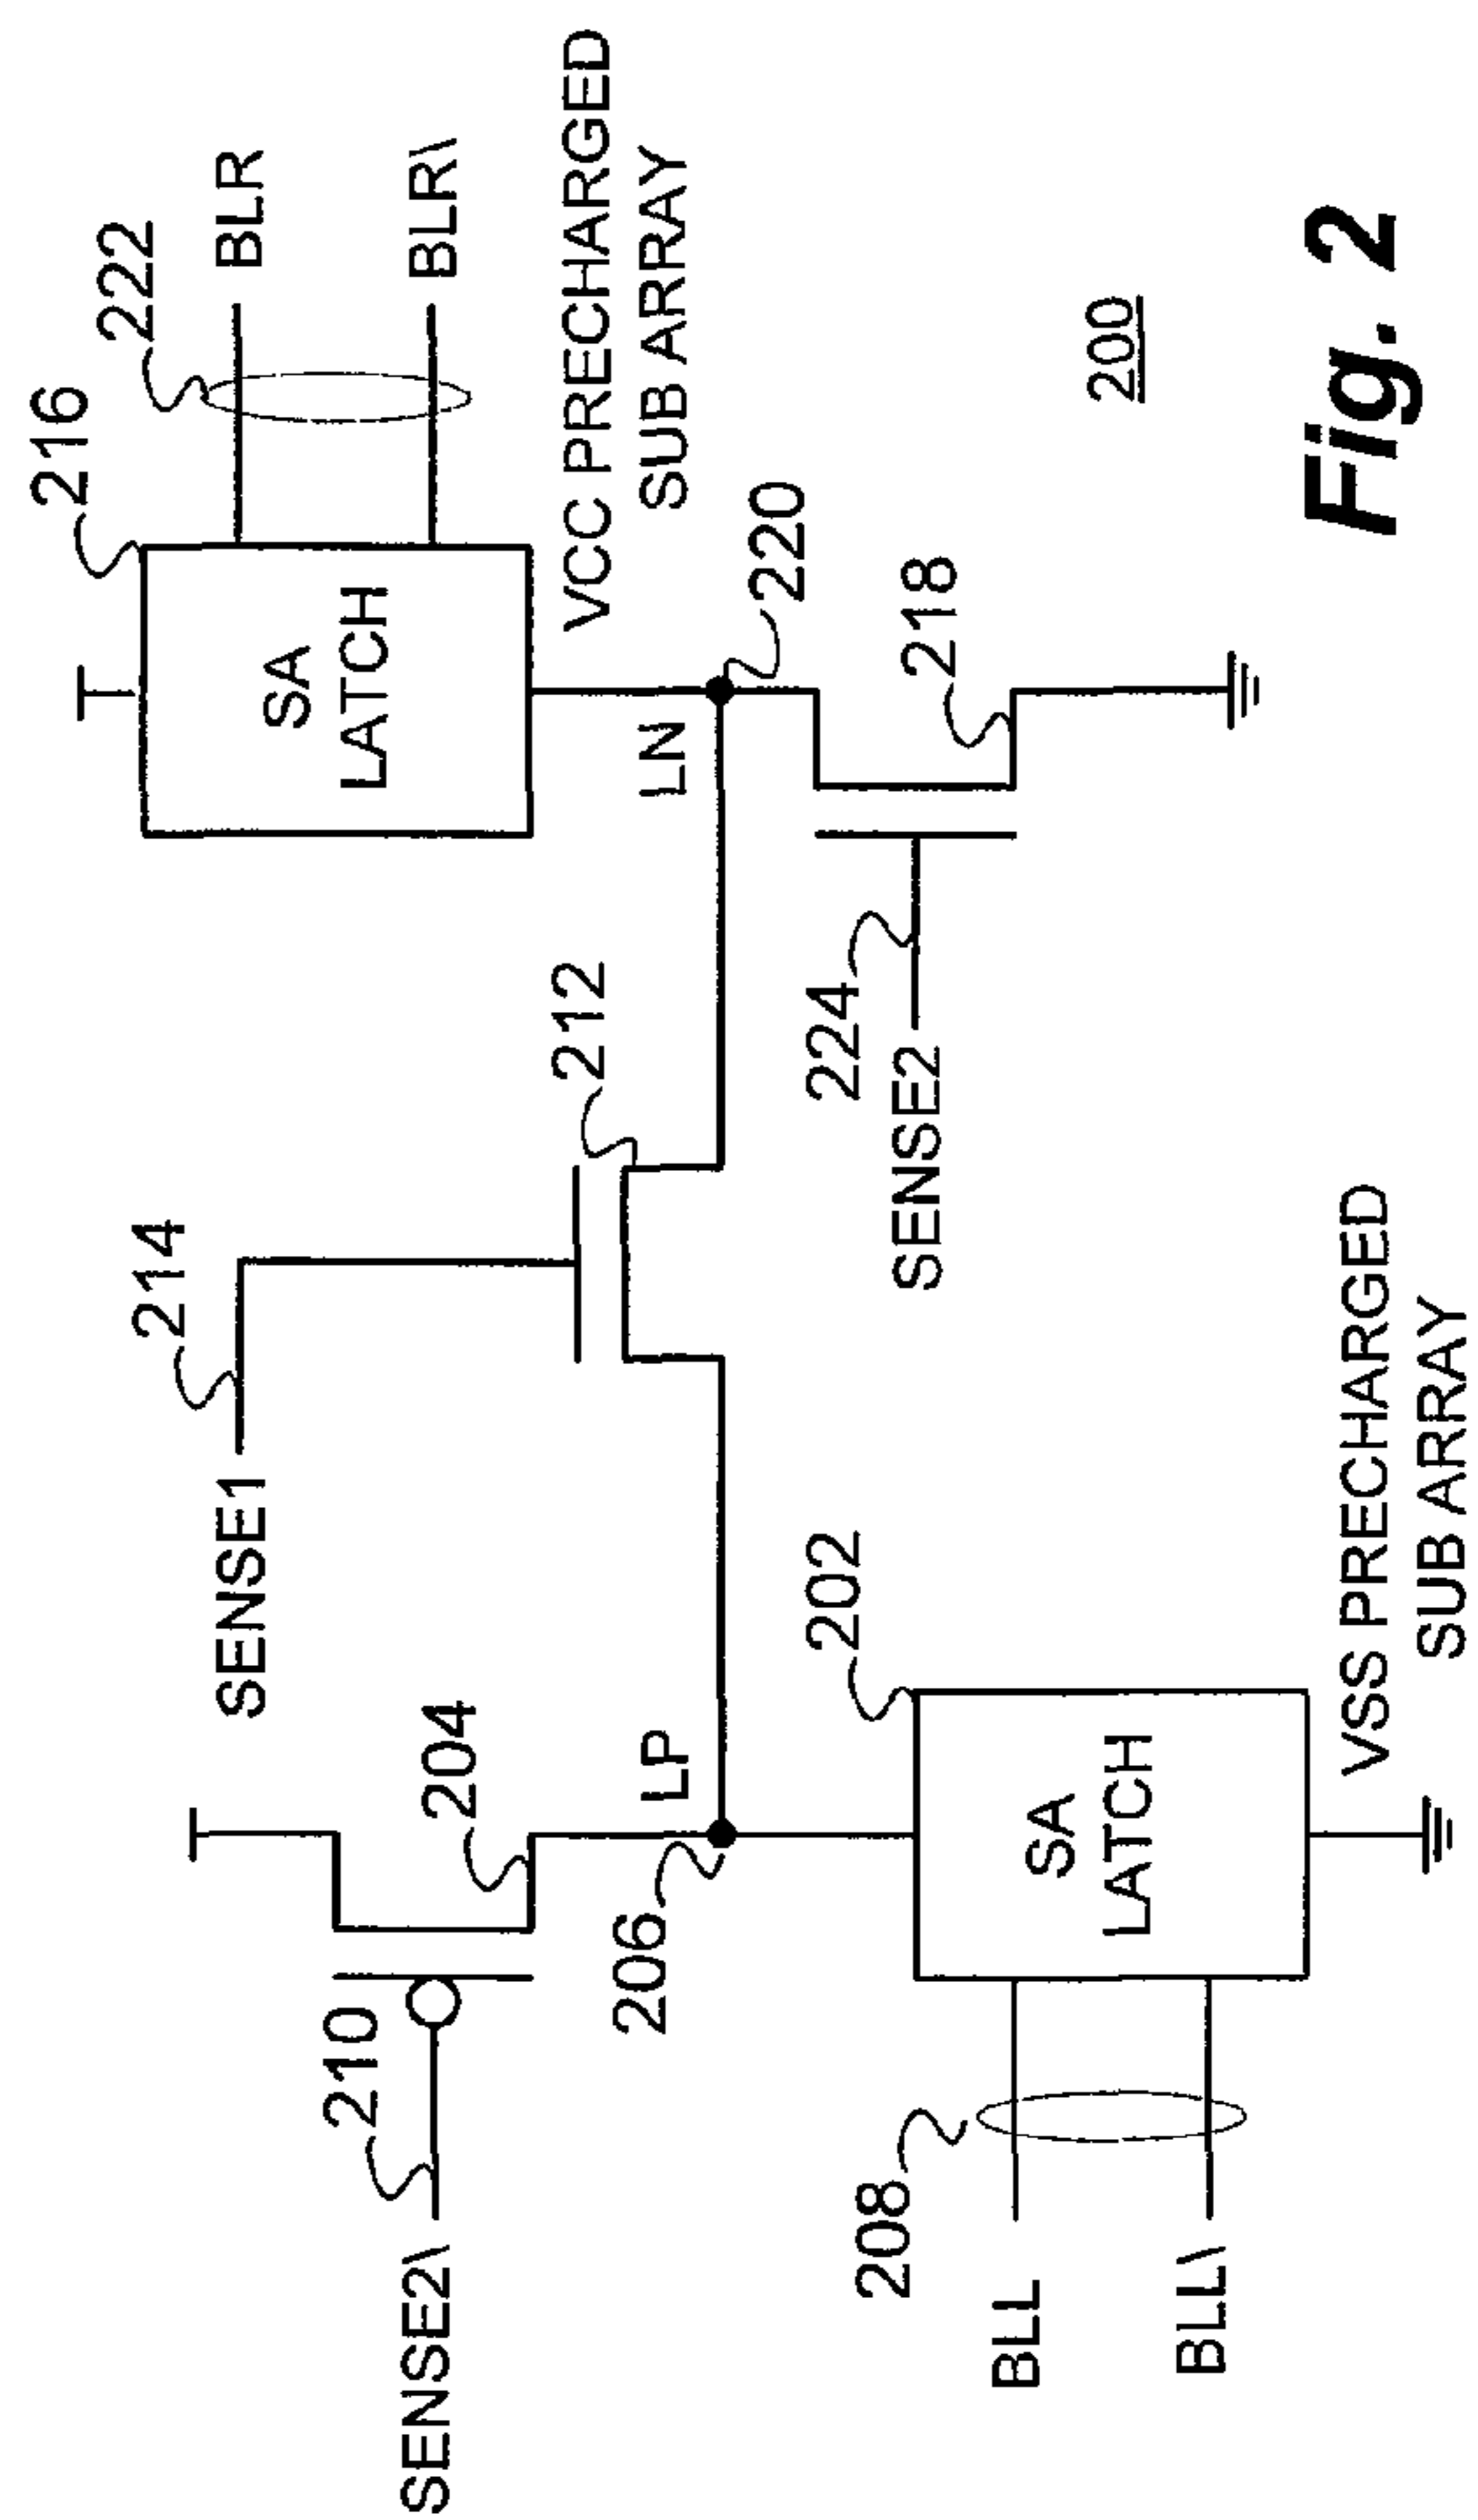 216
222
214
SENSE1
BLR
SA
LATCH
210
SENSE2\
BLR\
204
212
VCC PRECHARGED
SUB ARRAY
206
LP
LN
220
202
224
208
SENSE2
218
BLL
SA
LATCH
200
BLL\
VSS PRECHARGED
SUB ARRAY
Fig. 2